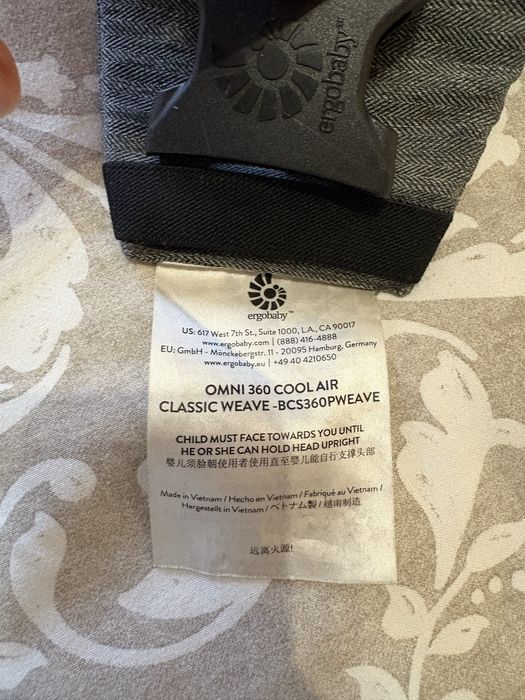 ergobaby™
ergobaby™
US: 617 West 7th St., Suite 1000, L.A., CA 90017
www.ergobaby.com | (888) 416-4888
EU: GmbH - Mönckebergstr. 11 - 20095 Hamburg, Germany
www.ergobaby.eu | +49 40 4210650
OMNI 360 COOL AIR
CLASSIC WEAVE -BCS360PWEAVE
CHILD MUST FACE TOWARDS YOU UNTIL
HE OR SHE CAN HOLD HEAD UPRIGHT
婴儿须脸朝使用者使用直至婴儿能自行支撑头部
Made in Vietnam / Hecho en Vietnam / Fabriqué au Vietnam /
Hergestellt in Vietnam / ベトナム製 / 越南制造
远离火源!